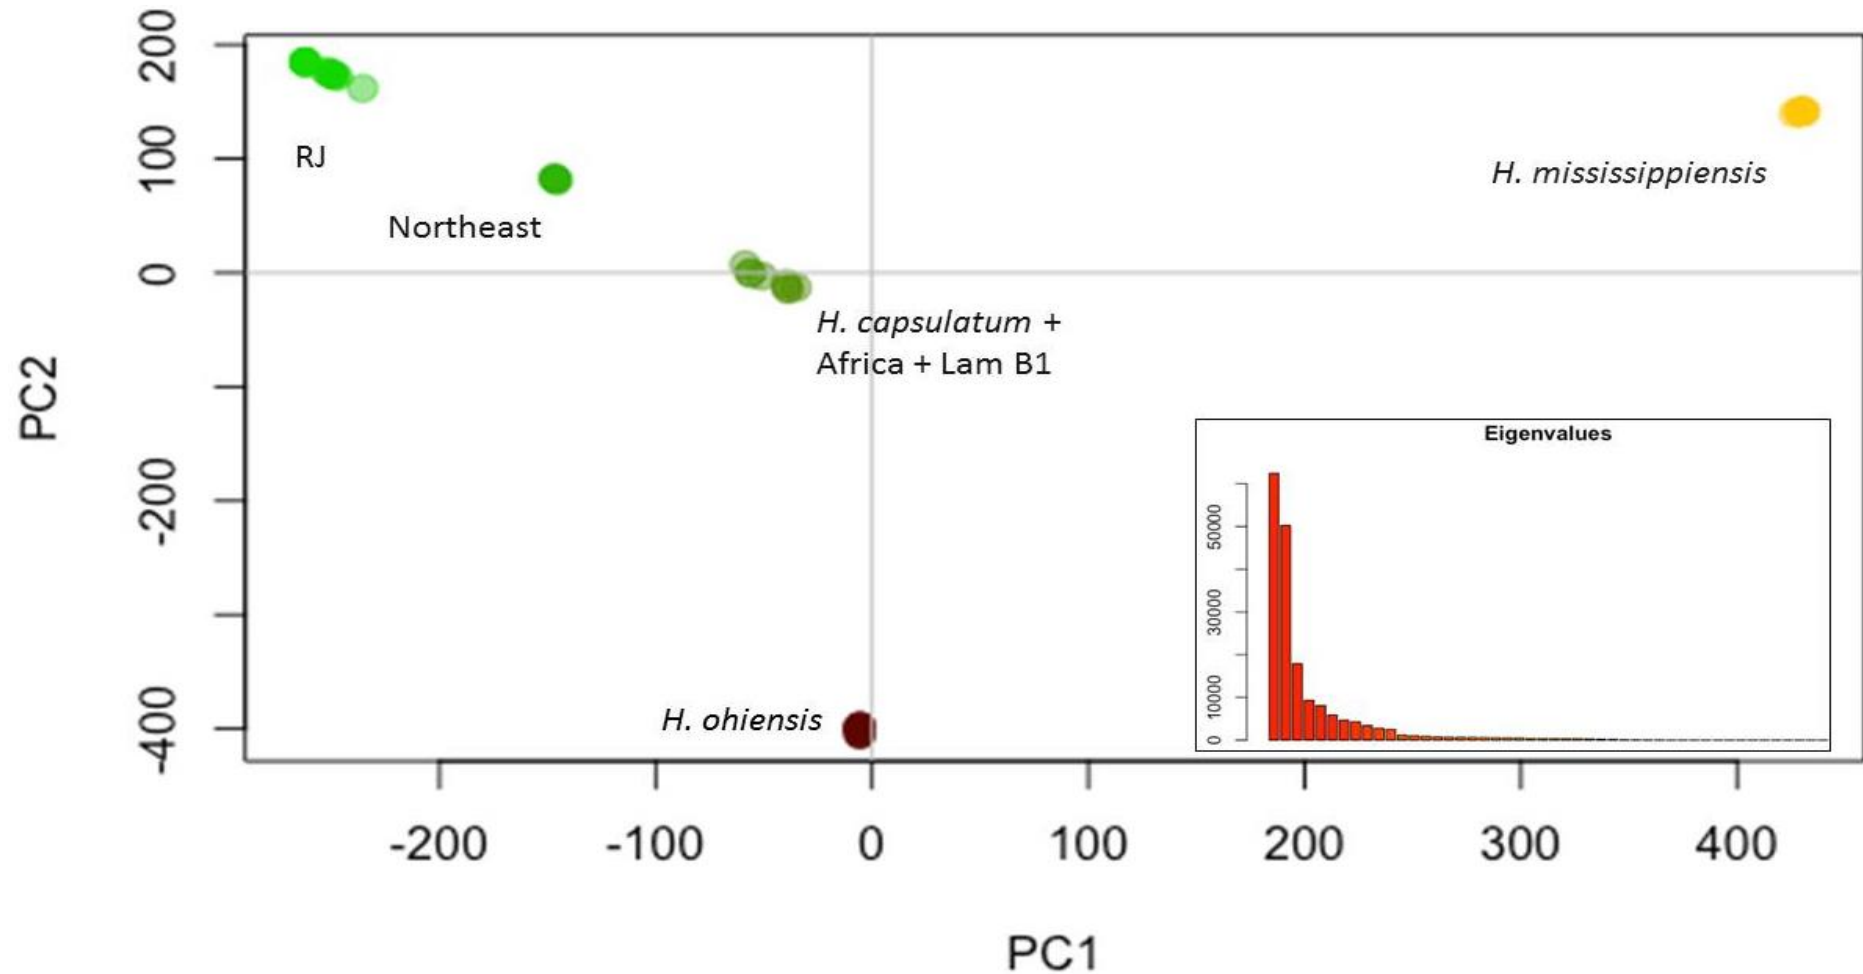 200
100
0
-200
-400
PC2
RJ
Northeast
H. capsulatum +
Africa + Lam B1
H. mississippiensis
H. ohiensis
Eigenvalues
50000
30000
10000
0
-200
-100
0
100
200
300
400
PC1